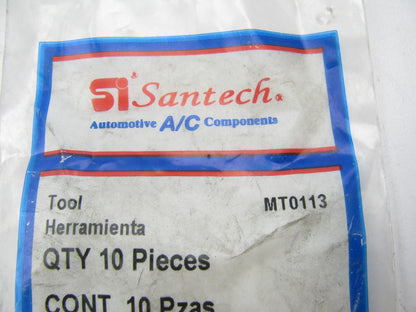 Si Santech
Automotive A/C Components
Tool MT0113
Herramienta
QTY 10 Pieces
CONT. 10 Pzas